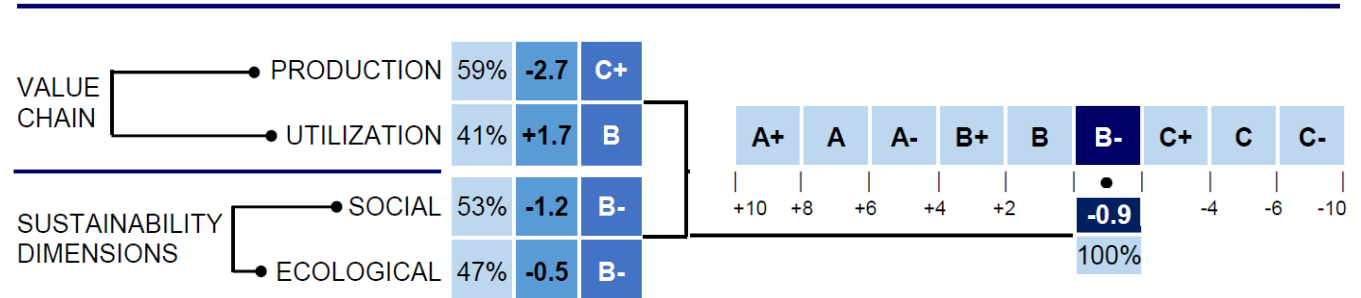 VALUE CHAIN
PRODUCTION 59% -2.7 C+
UTILIZATION 41% +1.7 B
SUSTAINABILITY DIMENSIONS
SOCIAL 53% -1.2 B-
ECOLOGICAL 47% -0.5 B-
A+ A A- B+ B B- C+ C C-
+10 +8 +6 +4 +2 -4 -6 -10
-0.9
100%